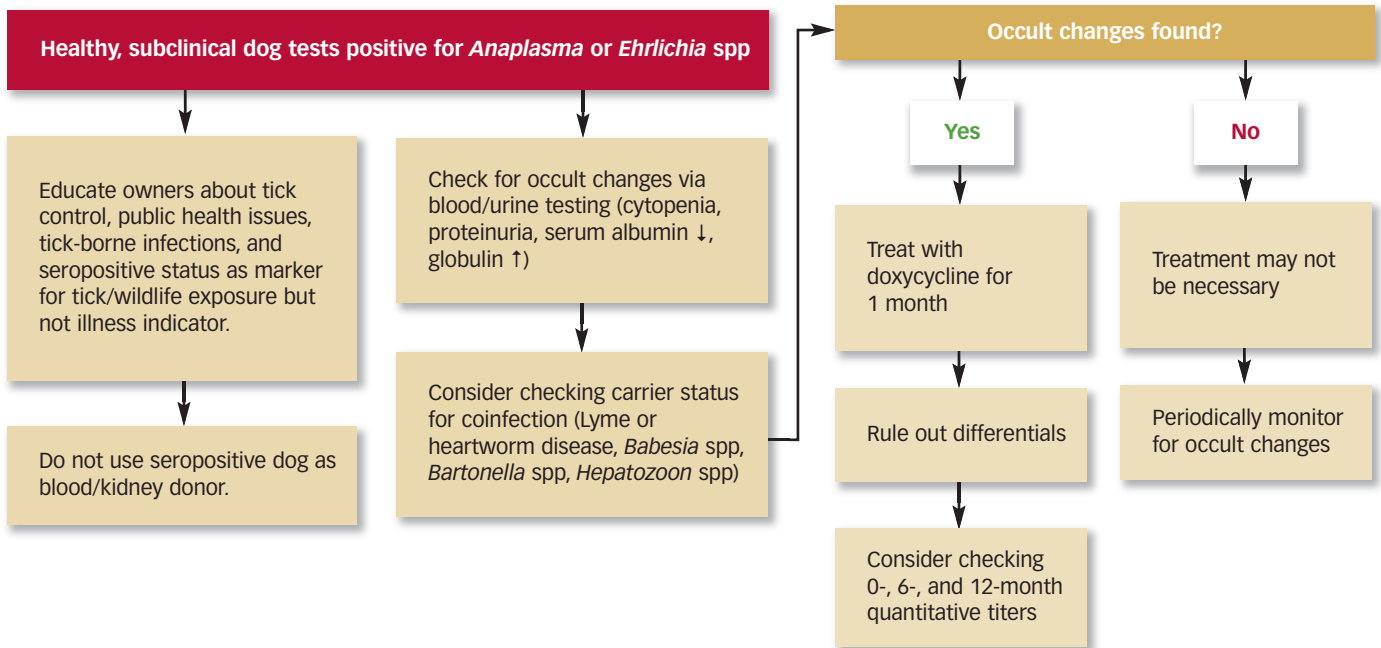 Healthy, subclinical dog tests positive for Anaplasma or Ehrlichia spp
Educate owners about tick
control, public health issues,
tick-borne infections, and
seropositive status as marker
for tick/wildlife exposure but
not illness indicator.
Do not use seropositive dog as
blood/kidney donor.
Check for occult changes via
blood/urine testing (cytopenia,
proteinuria, serum albumin ↓,
globulin ↑)
Consider checking carrier status
for coinfection (Lyme or
heartworm disease, Babesia spp,
Bartonella spp, Hepatozoon spp)
Occult changes found?
Yes
Treat with
doxycycline for
1 month
Rule out differentials
Consider checking
0-, 6-, and 12-month
quantitative titers
No
Treatment may not
be necessary
Periodically monitor
for occult changes